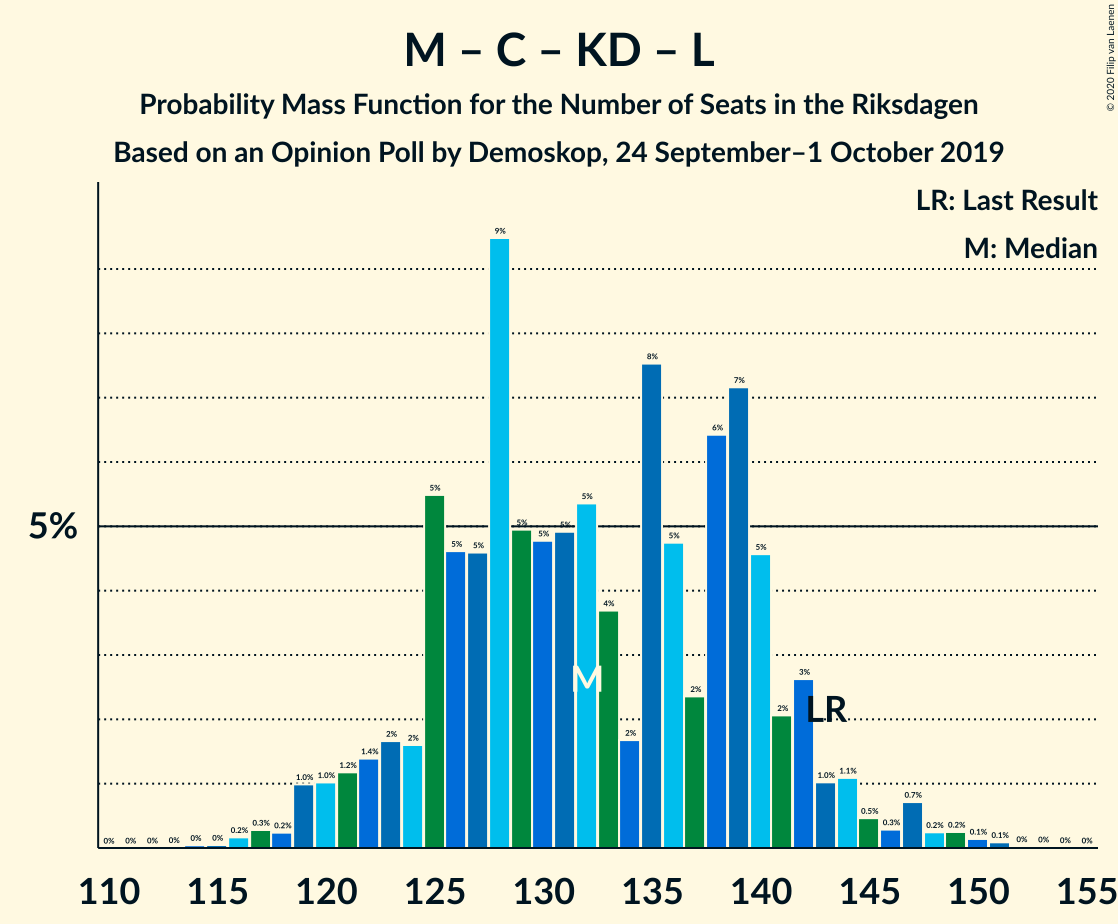 M – C – KD – L
Probability Mass Function for the Number of Seats in the Riksdagen
Based on an Opinion Poll by Demoskop, 24 September–1 October 2019
© 2020 Filip van Laenen
LR: Last Result
M: Median
5%
0% 0% 0% 0% 0% 0% 0.2% 0.3% 0.2% 1.0% 1.0% 1.2% 1.4% 2% 2% 5% 5% 5% 9% 5% 5% 5% 5% 4% 2% 8% 5% 2% 6% 7% 5% 2% 3% 1.0% 1.1% 0.5% 0.3% 0.7% 0.2% 0.2% 0.1% 0.1% 0% 0% 0% 0%
M
LR
110 115 120 125 130 135 140 145 150 155